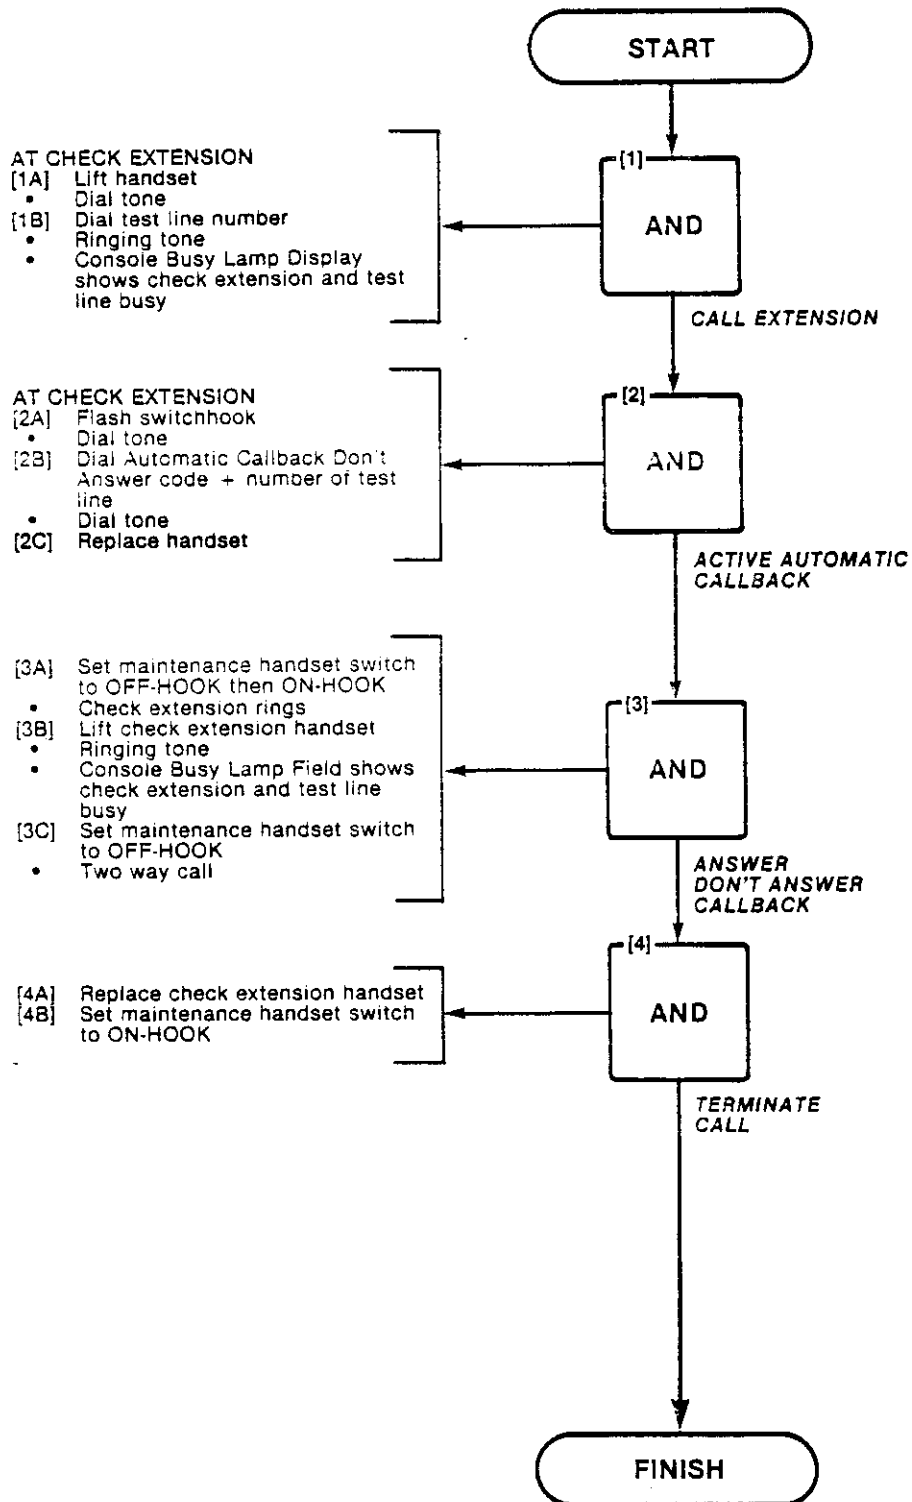 START
AT CHECK EXTENSION
[1A] Lift handset
• Dial tone
[1B] Dial test line number
• Ringing tone
• Console Busy Lamp Display
shows check extension and test
line busy
[1]
AND
CALL EXTENSION
AT CHECK EXTENSION
[2A] Flash switchhook
• Dial tone
[2B] Dial Automatic Callback Don't
Answer code + number of test
line
• Dial tone
[2C] Replace handset
[2]
AND
ACTIVE AUTOMATIC
CALLBACK
[3A] Set maintenance handset switch
to OFF-HOOK then ON-HOOK
• Check extension rings
[3B] Lift check extension handset
• Ringing tone
• Console Busy Lamp Field shows
check extension and test line
busy
[3C] Set maintenance handset switch
to OFF-HOOK
• Two way call
[3]
AND
ANSWER
DON'T ANSWER
CALLBACK
[4A] Replace check extension handset
[4B] Set maintenance handset switch
to ON-HOOK
[4]
AND
TERMINATE
CALL
FINISH